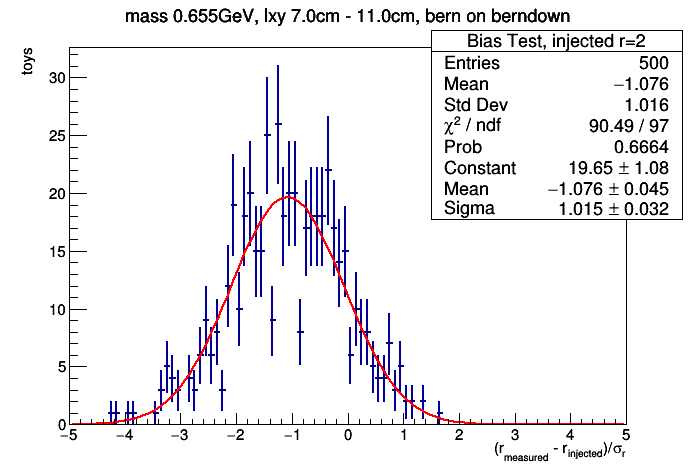 mass 0.655GeV, lxy 7.0cm - 11.0cm, bern on berndown
Bias Test, injected r=2
Entries 500
Mean −1.076
Std Dev 1.016
χ² / ndf 90.49 / 97
Prob 0.6664
Constant 19.65 ± 1.08
Mean −1.076 ± 0.045
Sigma 1.015 ± 0.032
toys
30
25
20
15
10
5
0
−5 −4 −3 −2 −1 0 1 2 3 4 5
(r_measured - r_injected)/σ_r